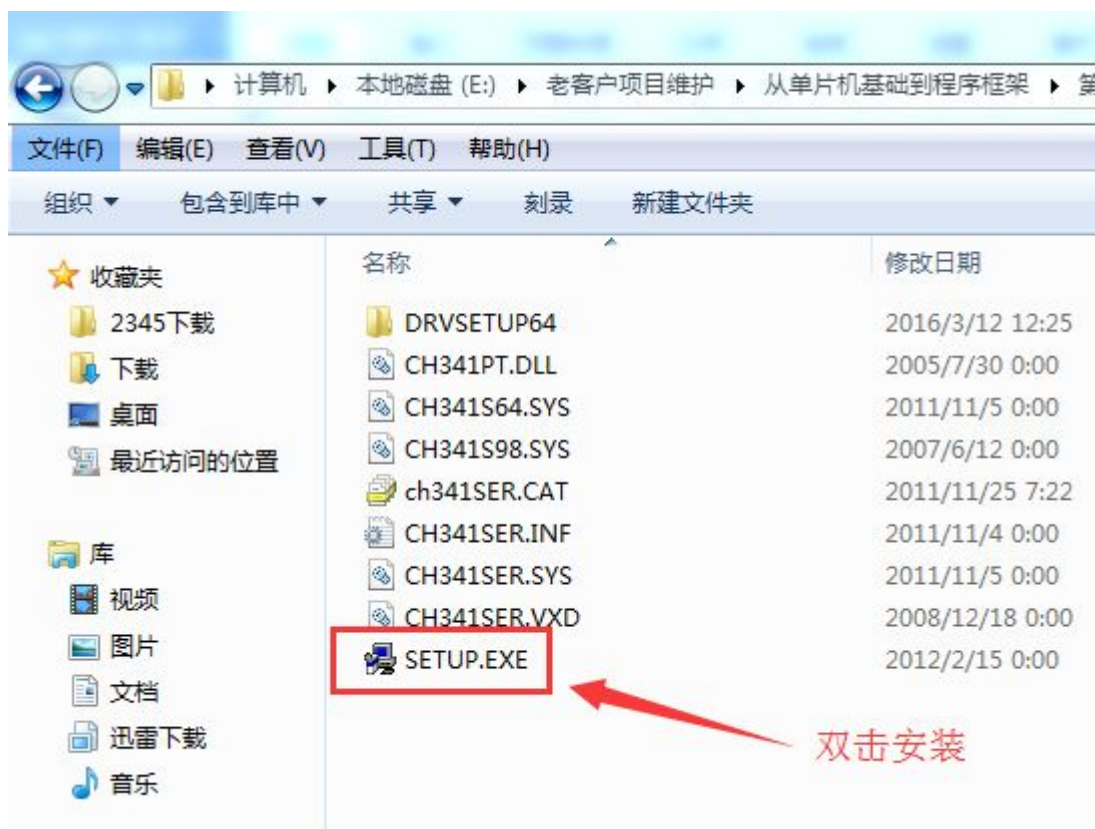 计算机 本地磁盘 (E:) 老客户项目维护 从单片机基础到程序框架 第
文件(F) 编辑(E) 查看(V) 工具(T) 帮助(H)
组织 包含到库中 共享 刻录 新建文件夹
收藏夹
2345下载
下载
桌面
最近访问的位置
库
视频
图片
文档
迅雷下载
音乐
名称 修改日期
DRVSETUP64 2016/3/12 12:25
CH341PT.DLL 2005/7/30 0:00
CH341S64.SYS 2011/11/5 0:00
CH341S98.SYS 2007/6/12 0:00
ch341SER.CAT 2011/11/25 7:22
CH341SER.INF 2011/11/4 0:00
CH341SER.SYS 2011/11/5 0:00
CH341SER.VXD 2008/12/18 0:00
SETUP.EXE 2012/2/15 0:00
双击安装